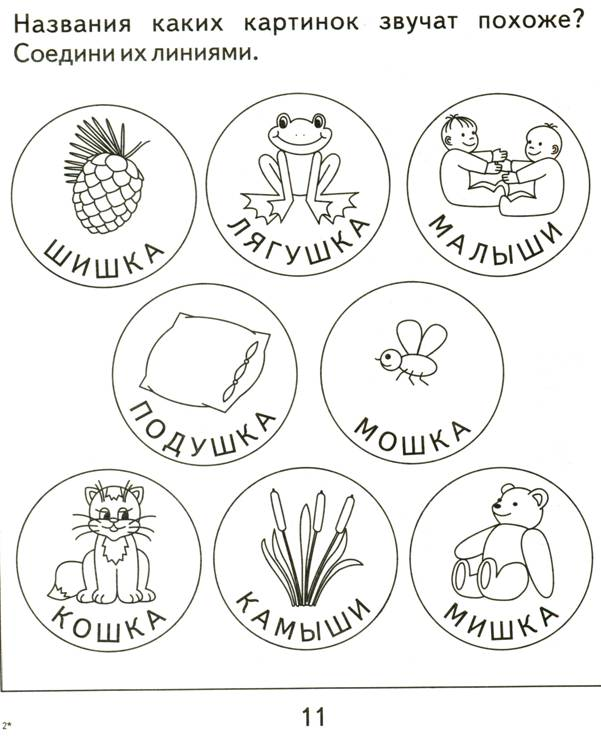 Названия каких картинок звучат похоже?
Соедини их линиями.
ШИШКА
ЛЯГУШКА
МАЛЫШИ
ПОДУШКА
МОШКА
КОШКА
КАМЫШИ
МИШКА
11
2*